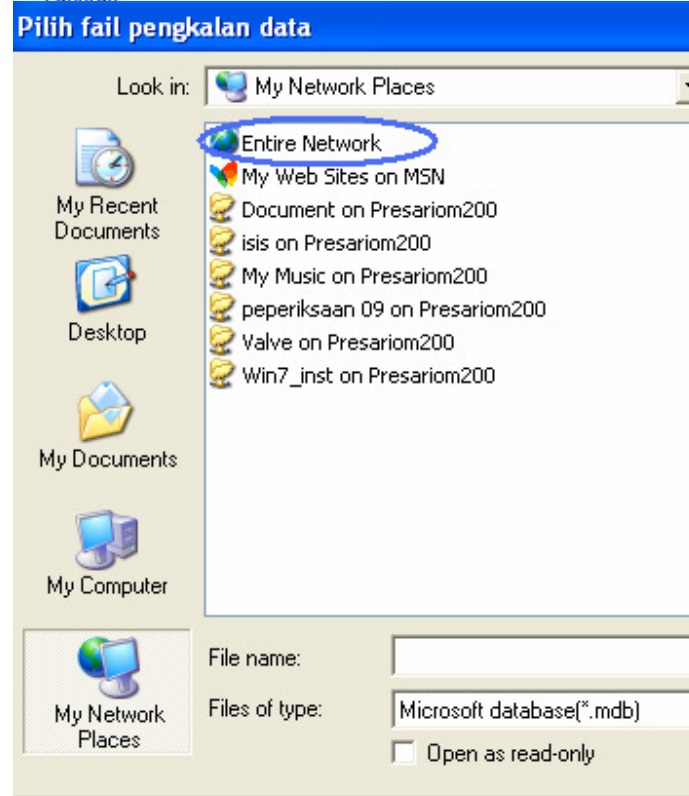 Pilih fail pengkalan data
Look in: My Network Places
Entire Network
My Web Sites on MSN
Document on Presariom200
isis on Presariom200
My Music on Presariom200
peperiksaan 09 on Presariom200
Valve on Presariom200
Win7_inst on Presariom200
My Recent
Documents
Desktop
My Documents
My Computer
My Network
Places
File name:
Files of type: Microsoft database(*.mdb)
Open as read-only